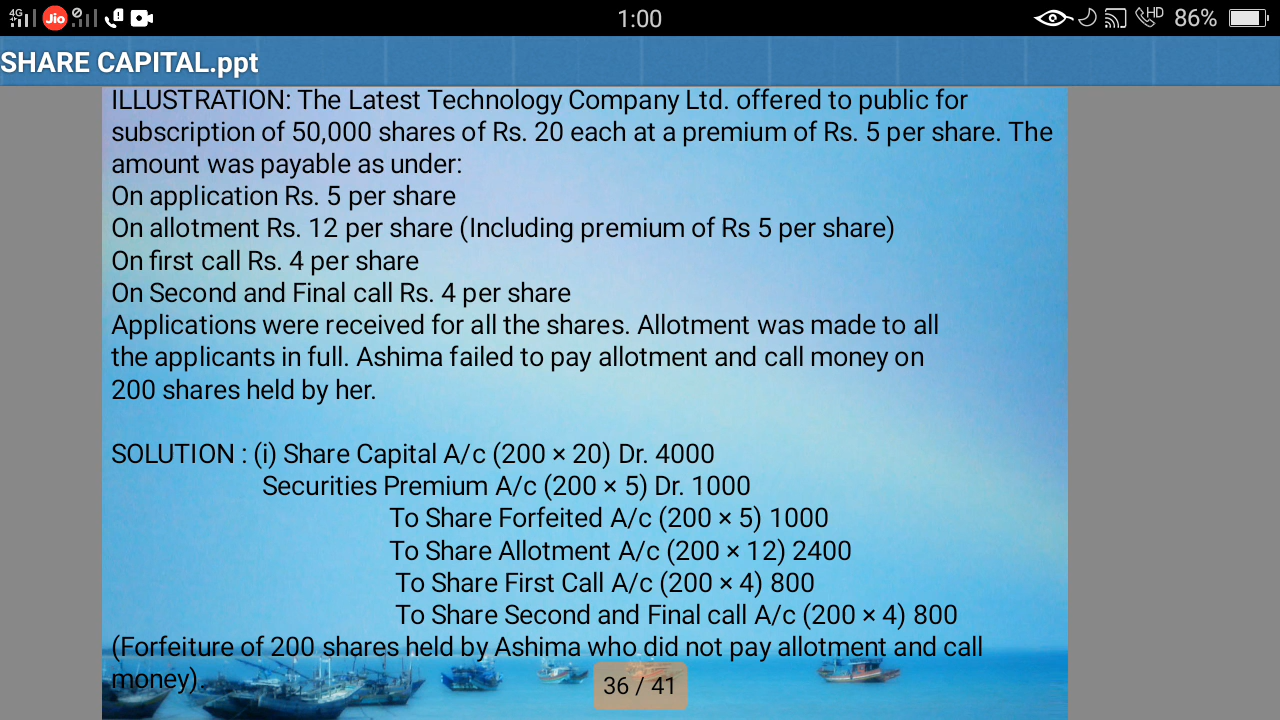 4G Jio 1:00 HD 86%
SHARE CAPITAL.ppt
ILLUSTRATION: The Latest Technology Company Ltd. offered to public for
subscription of 50,000 shares of Rs. 20 each at a premium of Rs. 5 per share. The
amount was payable as under:
On application Rs. 5 per share
On allotment Rs. 12 per share (Including premium of Rs 5 per share)
On first call Rs. 4 per share
On Second and Final call Rs. 4 per share
Applications were received for all the shares. Allotment was made to all
the applicants in full. Ashima failed to pay allotment and call money on
200 shares held by her.
SOLUTION : (i) Share Capital A/c (200 × 20) Dr. 4000
Securities Premium A/c (200 × 5) Dr. 1000
To Share Forfeited A/c (200 × 5) 1000
To Share Allotment A/c (200 × 12) 2400
To Share First Call A/c (200 × 4) 800
To Share Second and Final call A/c (200 × 4) 800
(Forfeiture of 200 shares held by Ashima who did not pay allotment and call
money).
36 / 41